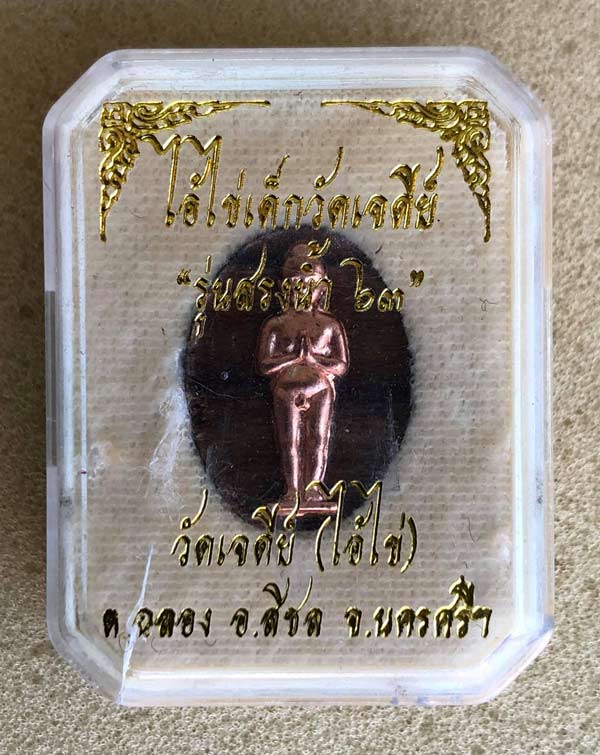 ไอ้ไข่เด็กวัดเจดีย์
“รุ่นสรงน้ำ ๖๓”
วัดเจดีย์ (ไอ้ไข่)
ต.ฉลอง อ.สิชล จ.นครศรีฯ